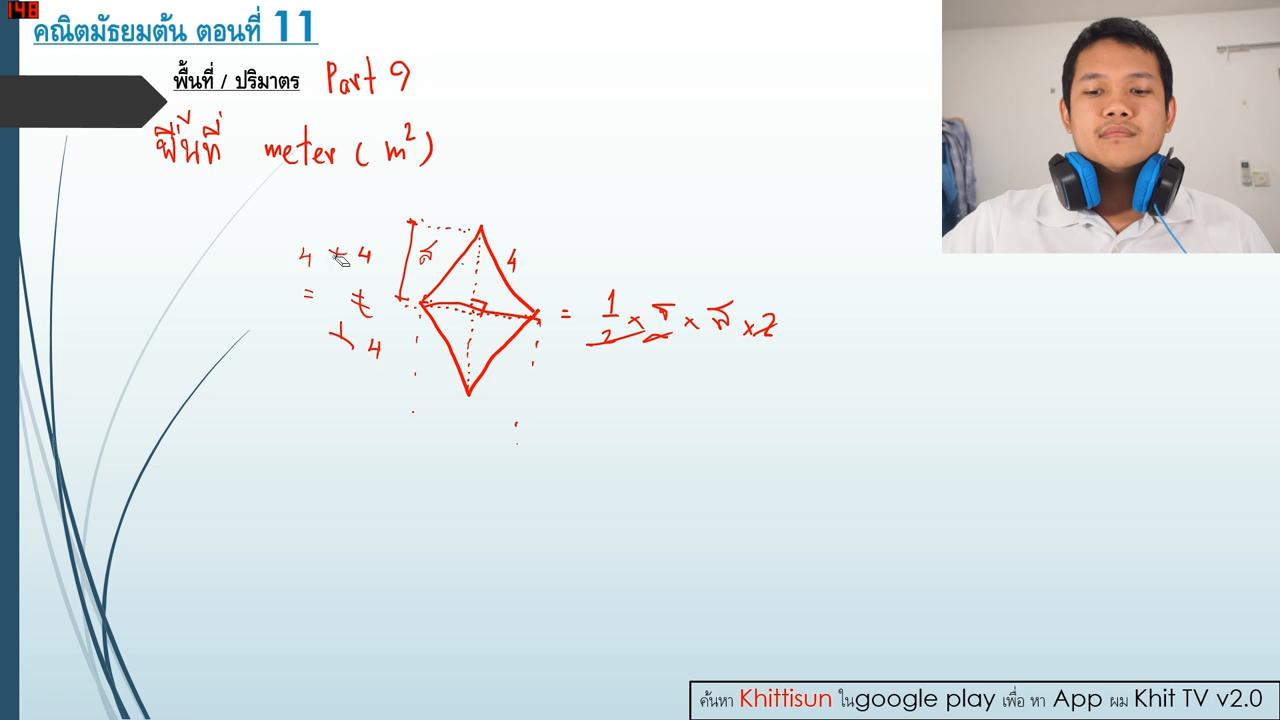 148
คณิตมัธยมต้น ตอนที่ 11
พื้นที่ / ปริมาตร Part 9
พื้นที่ meter ( m² )
4 4
=
4
ส
4
= 1/2 × × ส × 2
ค้นหา Khittisun ในgoogle play เพื่อ หา App ผม Khit TV v2.0